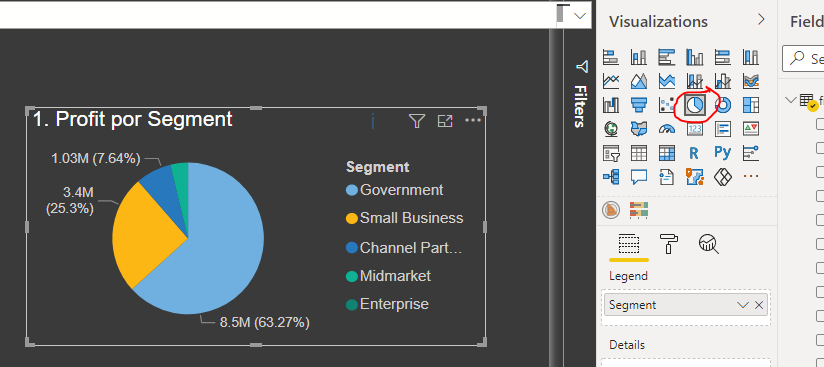 Visualizations
Field
Se
Filters
1. Profit por Segment
1.03M (7.64%)
3.4M
(25.3%)
8.5M (63.27%)
Segment
Government
Small Business
Channel Part...
Midmarket
Enterprise
123
R
Py
Legend
Segment
Details